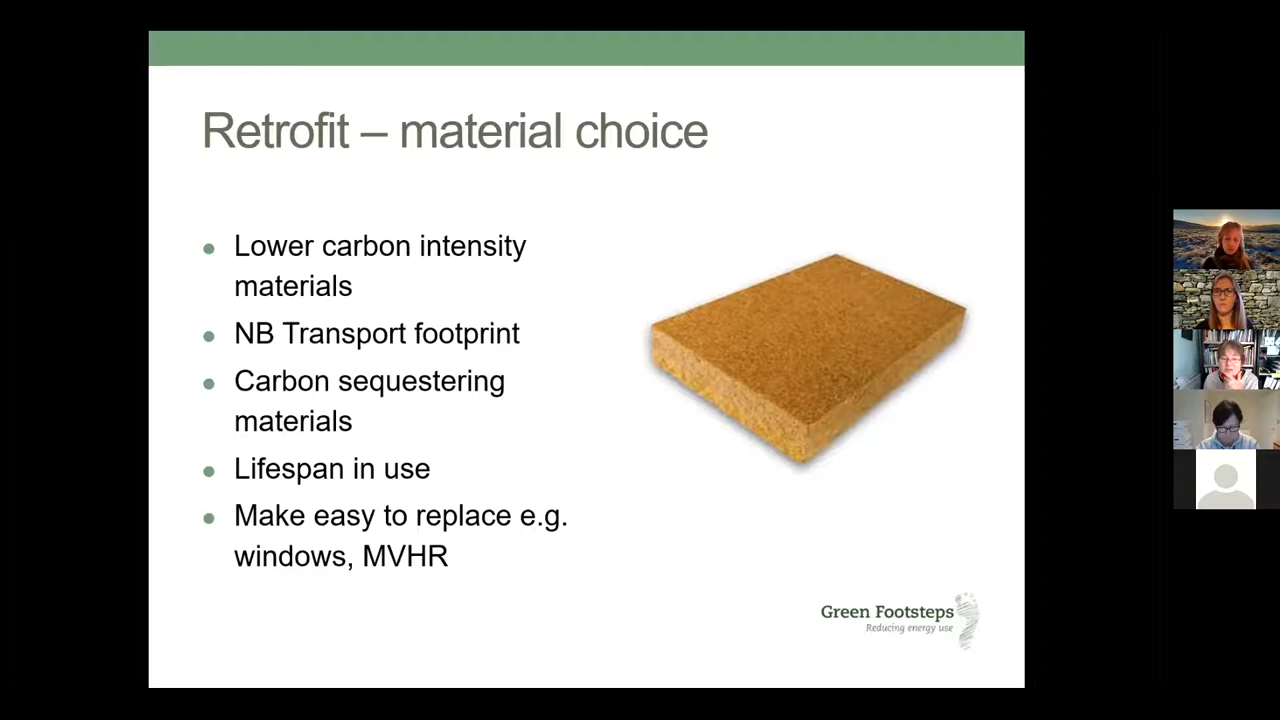 Retrofit – material choice
● Lower carbon intensity
materials
● NB Transport footprint
● Carbon sequestering
materials
● Lifespan in use
● Make easy to replace e.g.
windows, MVHR
Green Footsteps
Reducing energy use